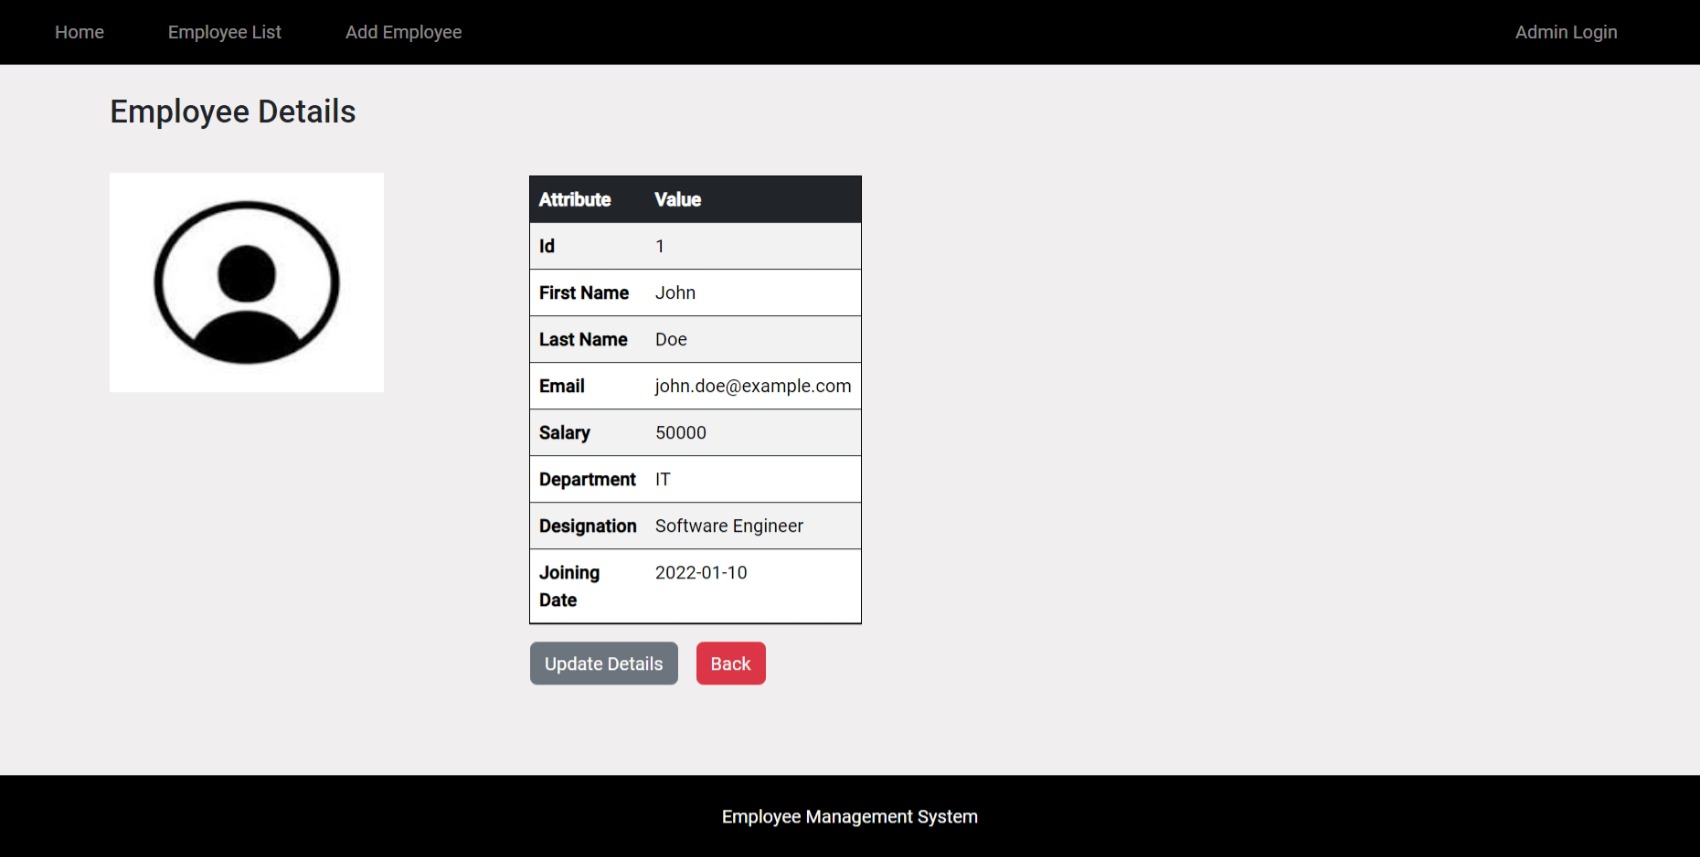 Home Employee List Add Employee Admin Login
Employee Details
Attribute Value
Id 1
First Name John
Last Name Doe
Email john.doe@example.com
Salary 50000
Department IT
Designation Software Engineer
Joining 2022-01-10
Date
Update Details Back
Employee Management System